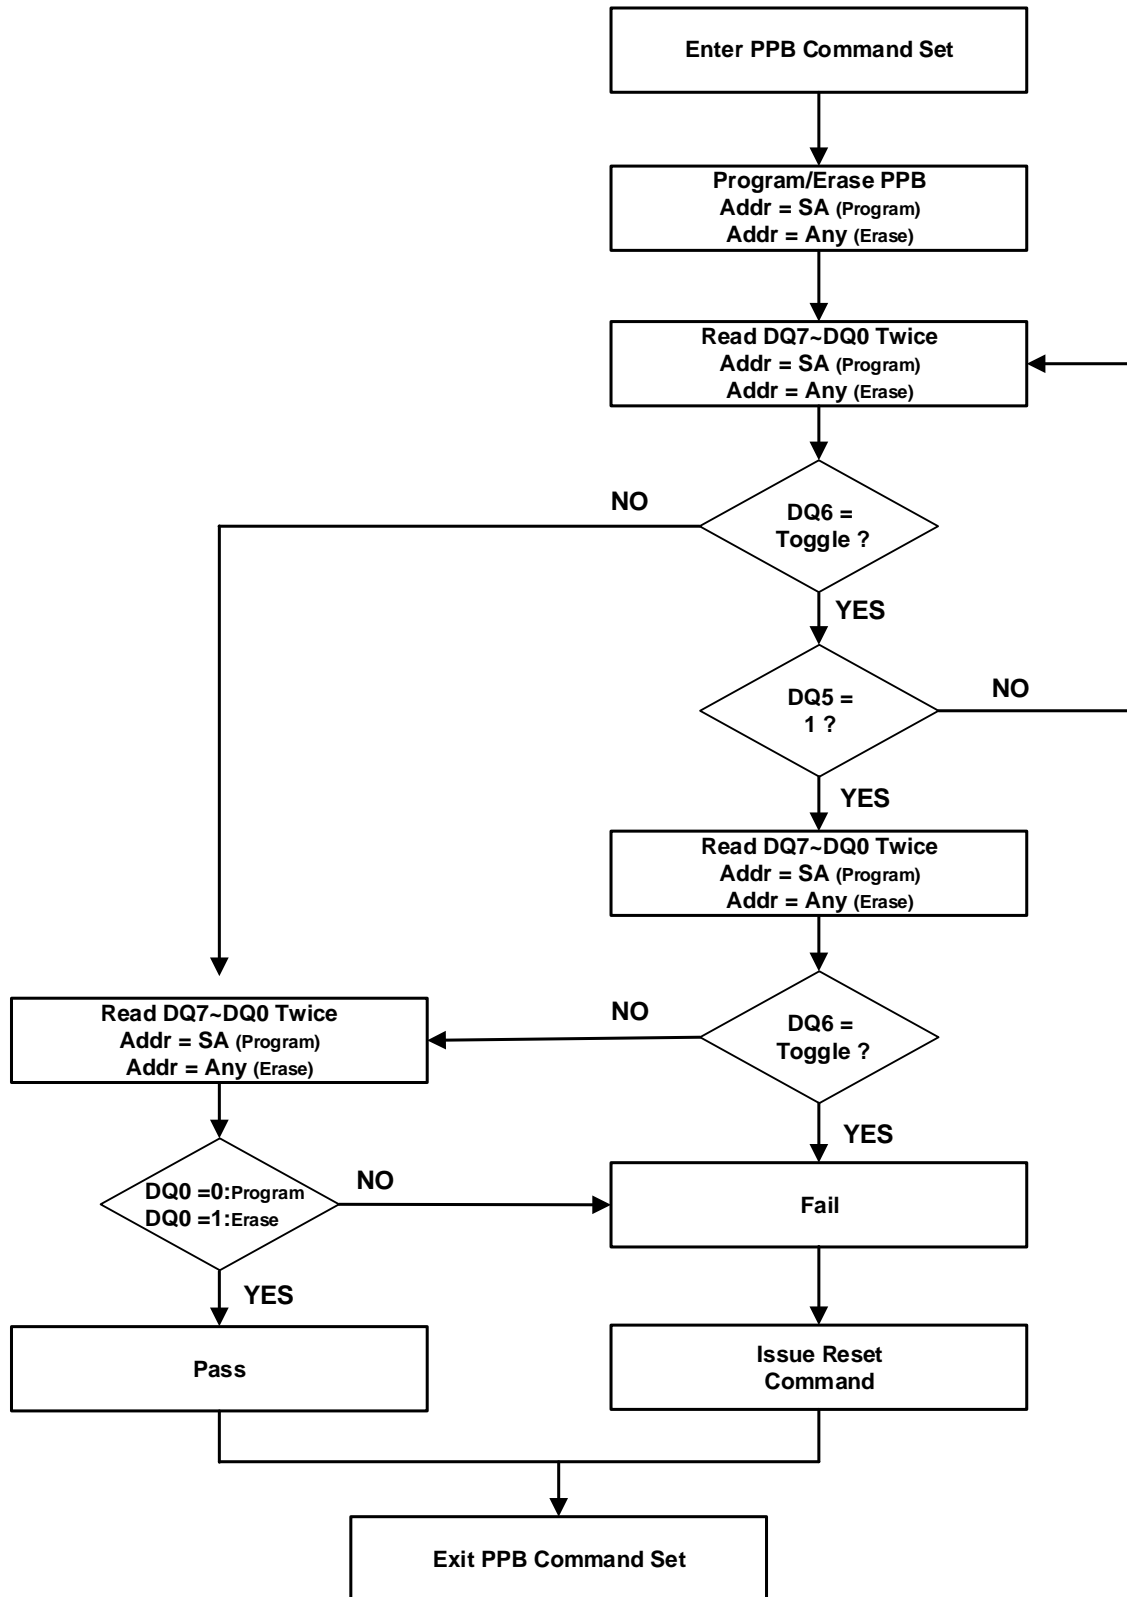 Enter PPB Command Set
Program/Erase PPB
Addr = SA (Program)
Addr = Any (Erase)
Read DQ7~DQ0 Twice
Addr = SA (Program)
Addr = Any (Erase)
NO
DQ6 =
Toggle ?
YES
DQ5 =
1 ?
NO
YES
Read DQ7~DQ0 Twice
Addr = SA (Program)
Addr = Any (Erase)
Read DQ7~DQ0 Twice
Addr = SA (Program)
Addr = Any (Erase)
NO
DQ6 =
Toggle ?
YES
DQ0 =0:Program
DQ0 =1:Erase
NO
Fail
YES
Pass
Issue Reset
Command
Exit PPB Command Set